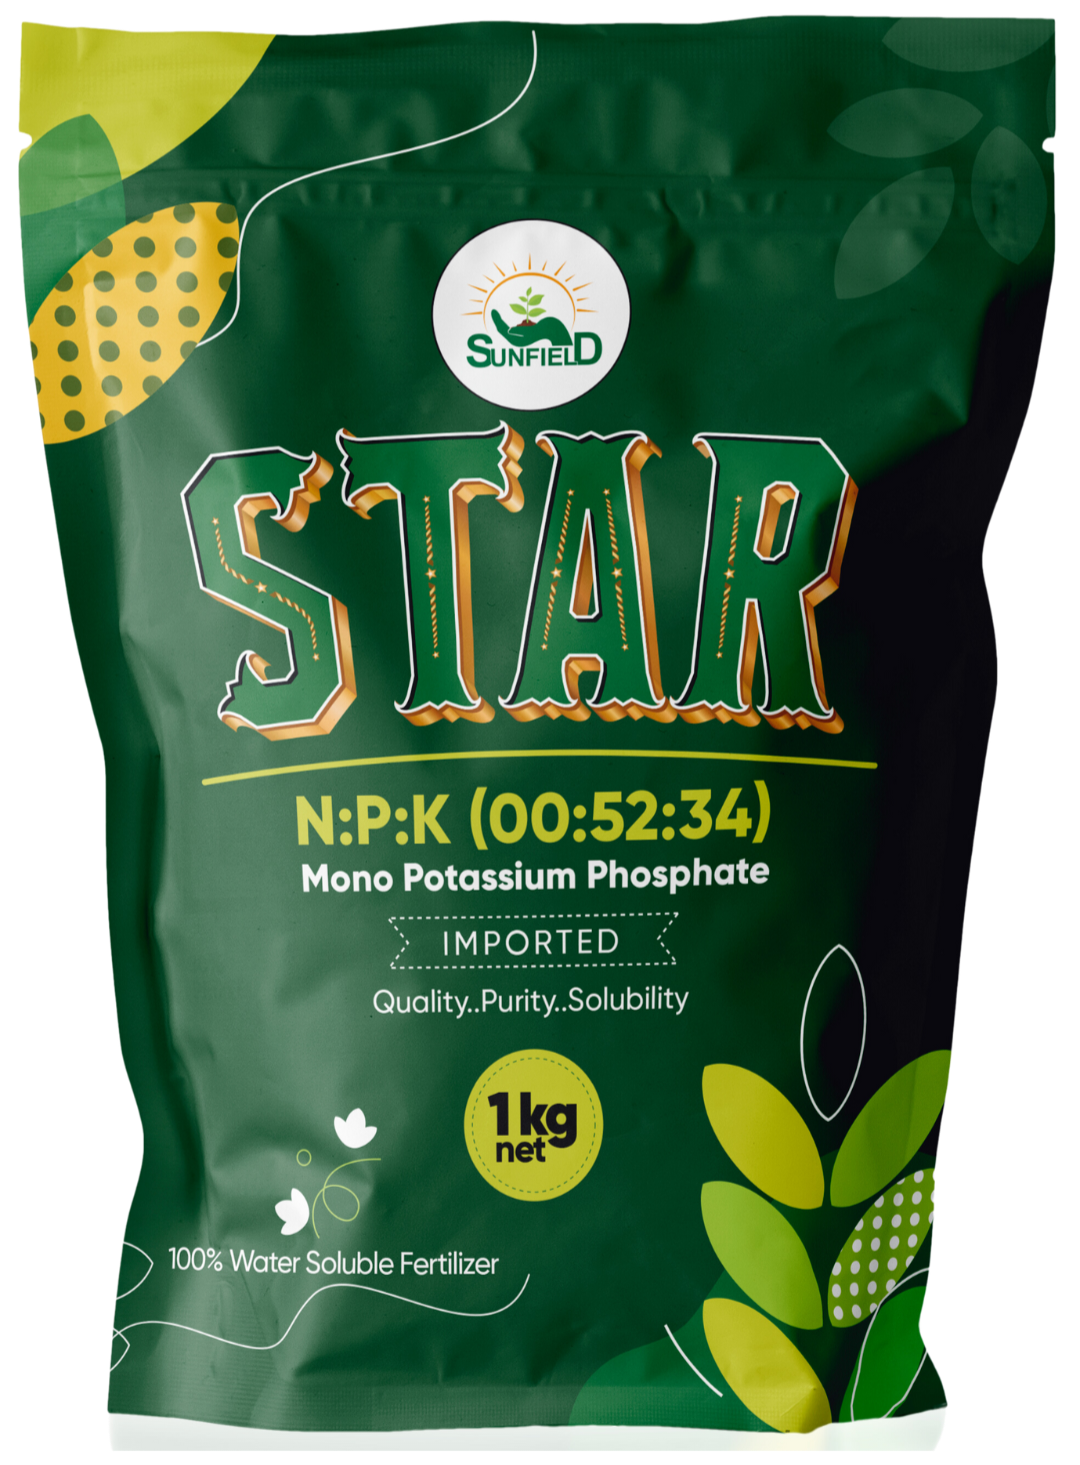 SUNFIELD
STAR
N:P:K (00:52:34)
Mono Potassium Phosphate
IMPORTED
Quality..Purity..Solubility
1kg
net
100% Water Soluble Fertilizer